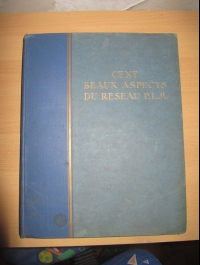 CENT
BEAUX ASPECTS
DU RESEAU P.L.M.